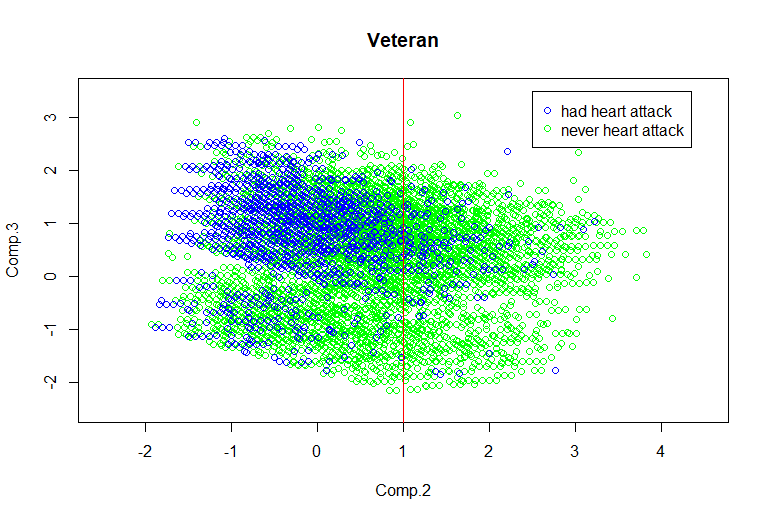 Veteran
had heart attack
never heart attack
3
2
1
0
-1
-2
Comp.3
-2
-1
0
1
2
3
4
Comp.2